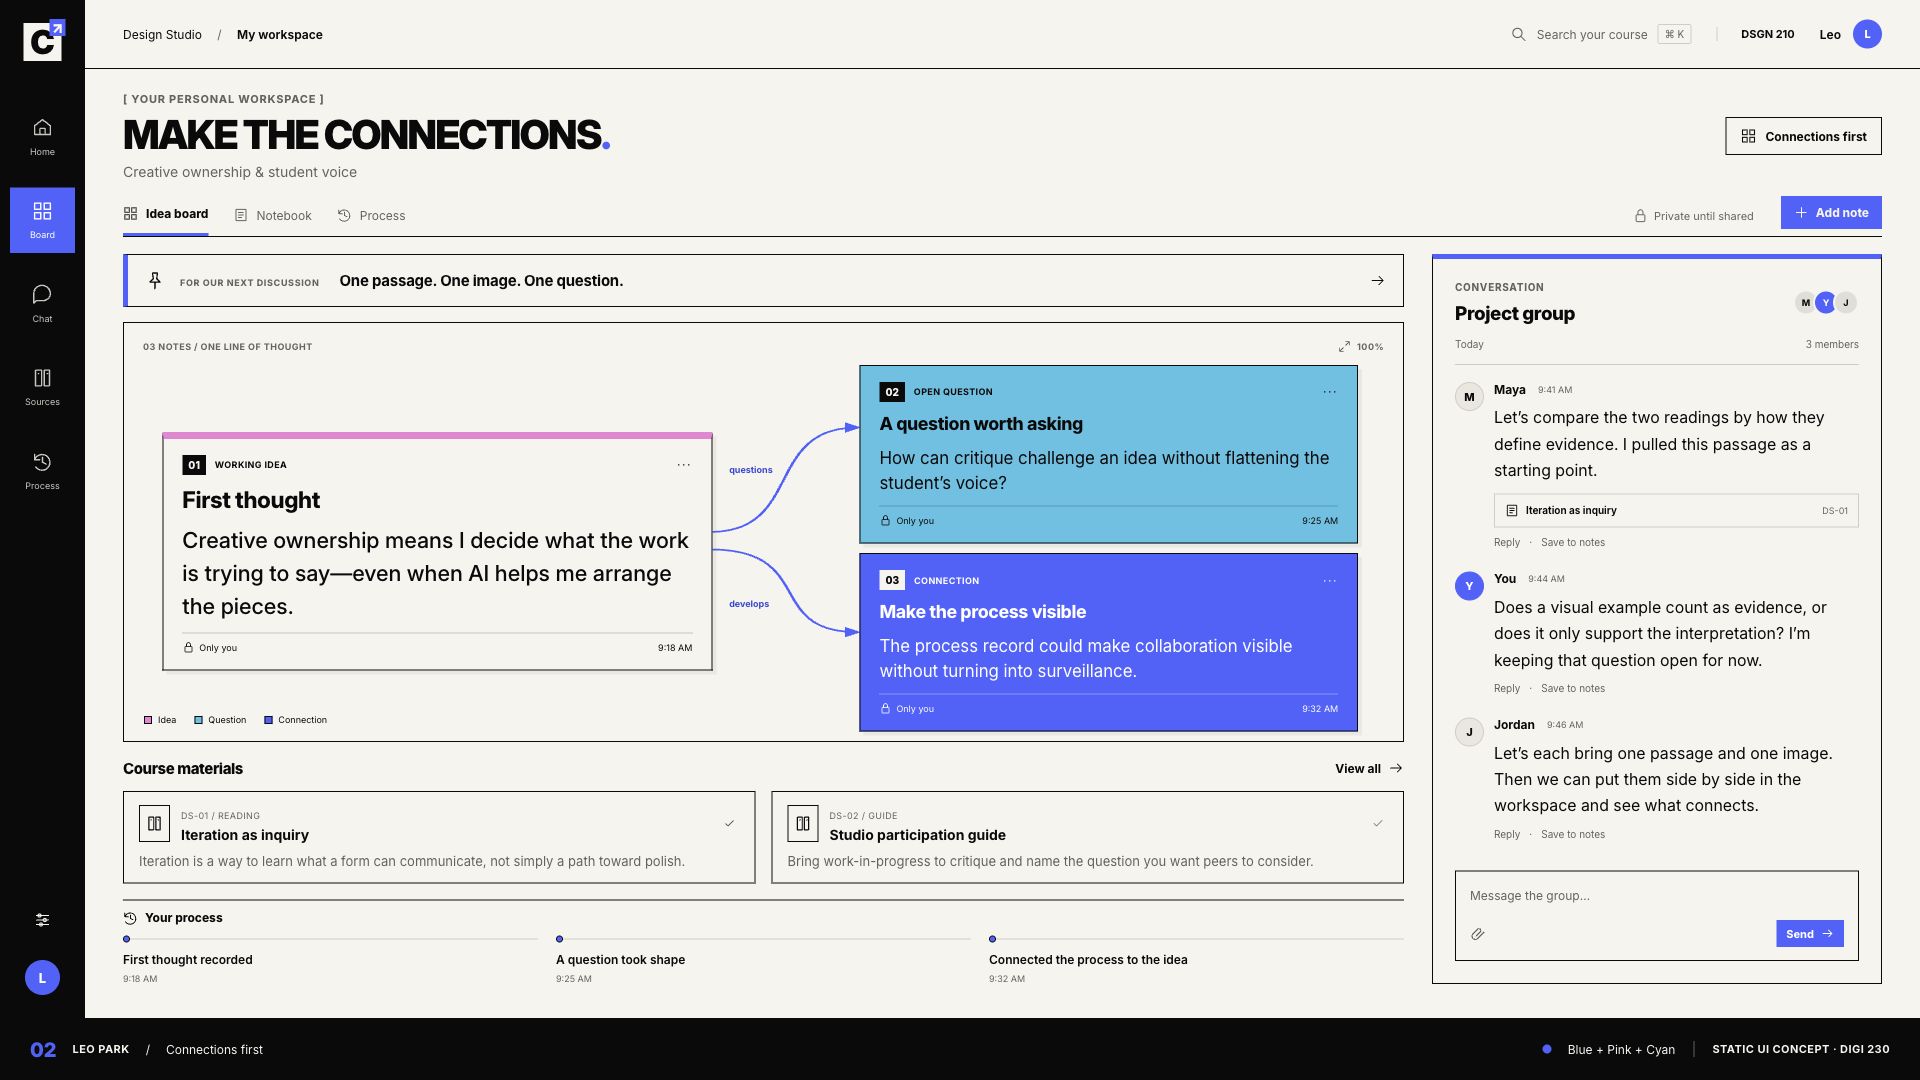 C
Home
Board
Chat
Sources
Process
L
Design Studio / My workspace
Search your course ⌘ K
DSGN 210
Leo L
[ YOUR PERSONAL WORKSPACE ]
MAKE THE CONNECTIONS.
Creative ownership & student voice
Connections first
Idea board
Notebook
Process
Private until shared
Add note
FOR OUR NEXT DISCUSSION One passage. One image. One question.
03 NOTES / ONE LINE OF THOUGHT
100%
01 WORKING IDEA
First thought
Creative ownership means I decide what the work
is trying to say—even when AI helps me arrange
the pieces.
Only you 9:18 AM
questions
develops
02 OPEN QUESTION
A question worth asking
How can critique challenge an idea without flattening the
student’s voice?
Only you 9:25 AM
03 CONNECTION
Make the process visible
The process record could make collaboration visible
without turning into surveillance.
Only you 9:32 AM
Idea Question Connection
Course materials
View all
DS-01 / READING
Iteration as inquiry
Iteration is a way to learn what a form can communicate, not simply a path toward polish.
DS-02 / GUIDE
Studio participation guide
Bring work-in-progress to critique and name the question you want peers to consider.
Your process
First thought recorded
9:18 AM
A question took shape
9:25 AM
Connected the process to the idea
9:32 AM
CONVERSATION
Project group
M Y J
Today 3 members
M
Maya 9:41 AM
Let’s compare the two readings by how they
define evidence. I pulled this passage as a
starting point.
Iteration as inquiry DS-01
Reply · Save to notes
Y
You 9:44 AM
Does a visual example count as evidence, or
does it only support the interpretation? I’m
keeping that question open for now.
Reply · Save to notes
J
Jordan 9:46 AM
Let’s each bring one passage and one image.
Then we can put them side by side in the
workspace and see what connects.
Reply · Save to notes
Message the group…
Send
02 LEO PARK / Connections first
Blue + Pink + Cyan
STATIC UI CONCEPT · DIGI 230